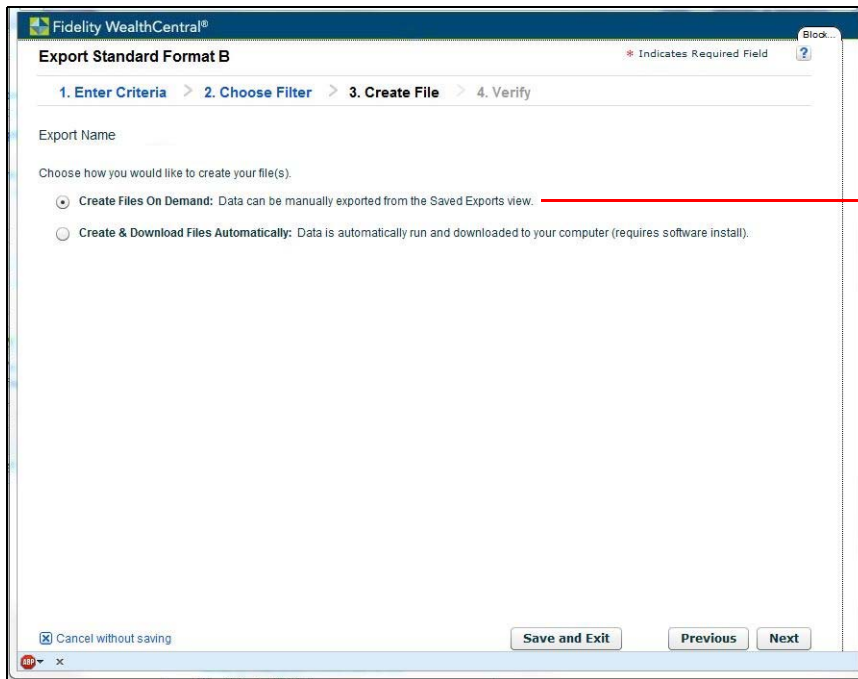 Fidelity WealthCentral®
Block...
Export Standard Format B
* Indicates Required Field
?
1. Enter Criteria > 2. Choose Filter > 3. Create File > 4. Verify
Export Name
Choose how you would like to create your file(s).
Create Files On Demand: Data can be manually exported from the Saved Exports view.
Create & Download Files Automatically: Data is automatically run and downloaded to your computer (requires software install).
Cancel without saving
Save and Exit
Previous
Next
ABP
x